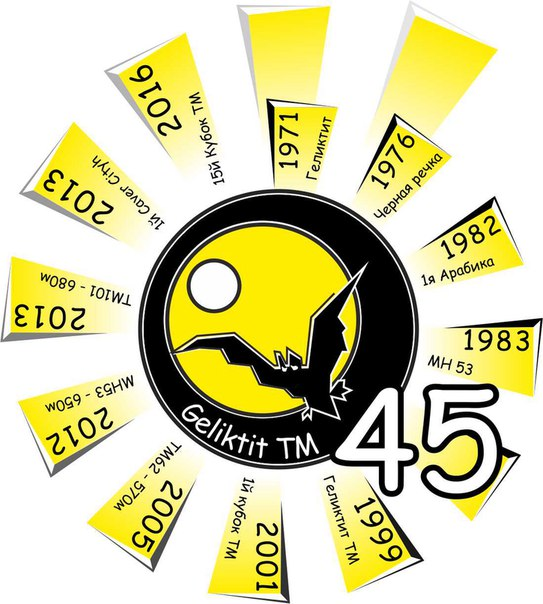 1971
Геликтит
1976
Черная речка
1982
1я Арабика
1983
МН 53
45
1999
Геликтит ТМ
2001
1й кубок ТМ
2005
ТМ62 - 570м
2012
МН53 - 650м
2013
ТМ101 - 680м
2013
1й Caver Cityh
2016
15й Кубок ТМ
Geliktit TM